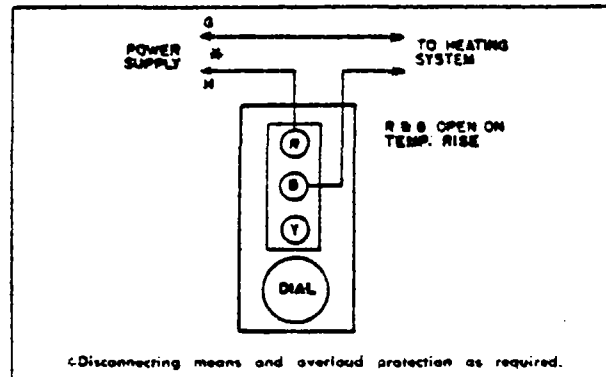 G
POWER
SUPPLY
*
H
TO HEATING
SYSTEM
R & B OPEN ON
TEMP. RISE
R
B
Y
DIAL
*Disconnecting means and overload protection as required.